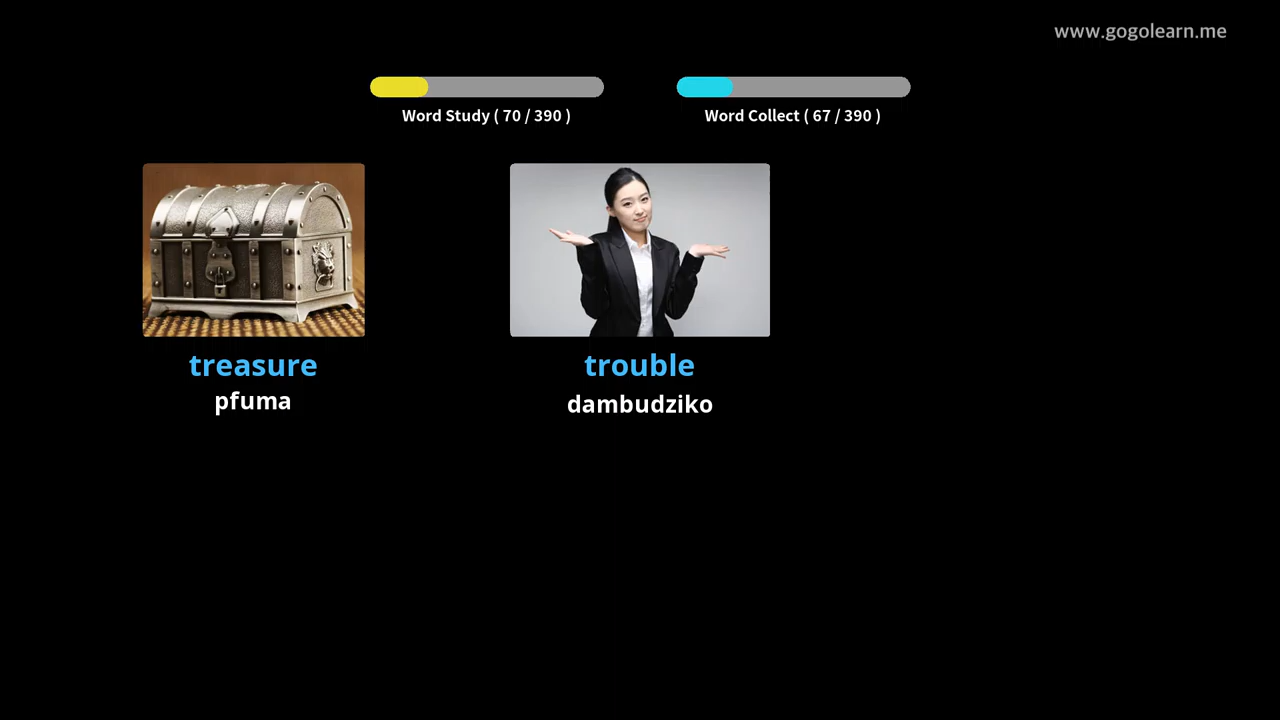 www.gogolearn.me
Word Study ( 70 / 390 )
Word Collect ( 67 / 390 )
treasure
pfuma
trouble
dambudziko